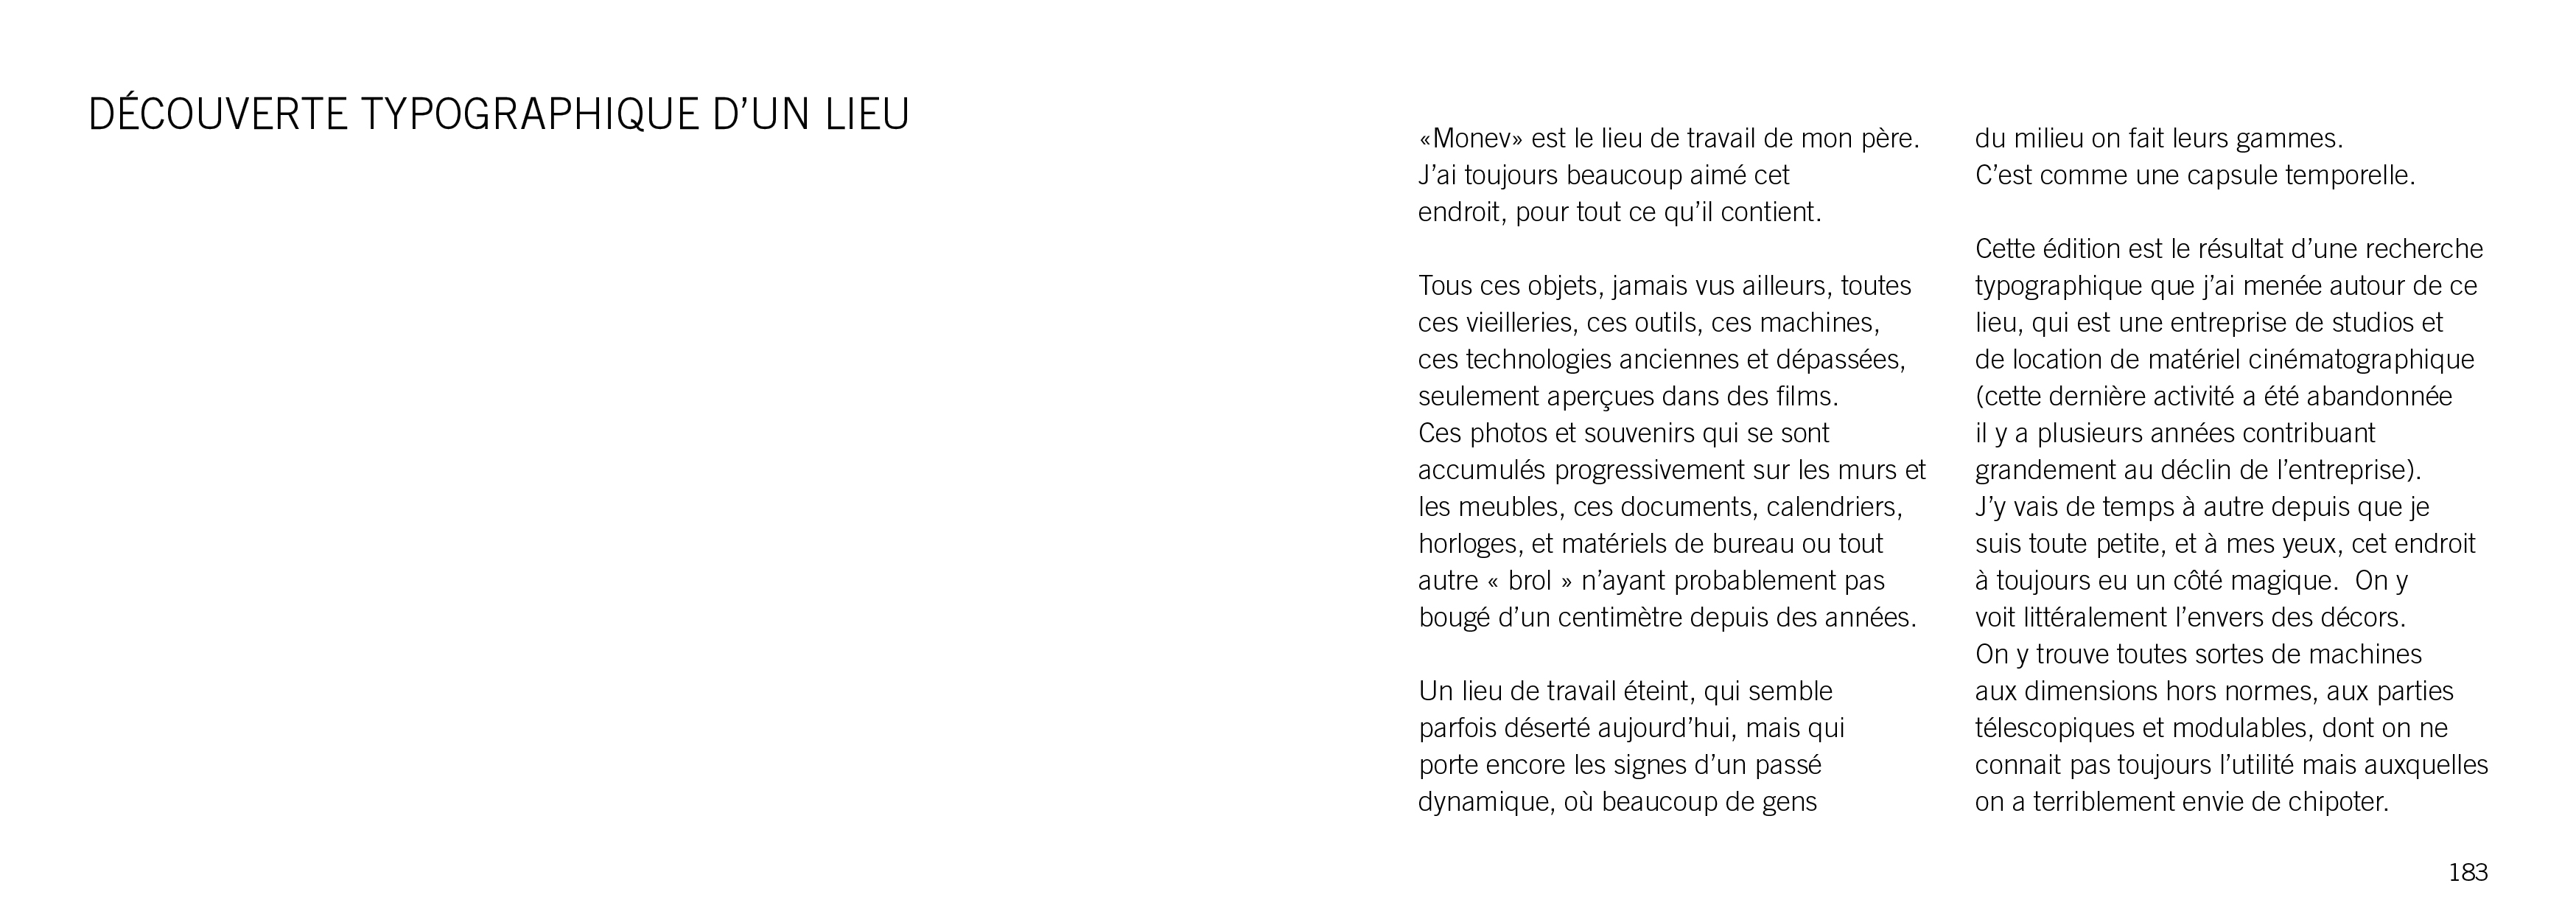 DÉCOUVERTE TYPOGRAPHIQUE D’UN LIEU
«Monev» est le lieu de travail de mon père.
J’ai toujours beaucoup aimé cet
endroit, pour tout ce qu’il contient.
Tous ces objets, jamais vus ailleurs, toutes
ces vieilleries, ces outils, ces machines,
ces technologies anciennes et dépassées,
seulement aperçues dans des films.
Ces photos et souvenirs qui se sont
accumulés progressivement sur les murs et
les meubles, ces documents, calendriers,
horloges, et matériels de bureau ou tout
autre « brol » n’ayant probablement pas
bougé d’un centimètre depuis des années.
Un lieu de travail éteint, qui semble
parfois déserté aujourd’hui, mais qui
porte encore les signes d’un passé
dynamique, où beaucoup de gens
du milieu on fait leurs gammes.
C’est comme une capsule temporelle.
Cette édition est le résultat d’une recherche
typographique que j’ai menée autour de ce
lieu, qui est une entreprise de studios et
de location de matériel cinématographique
(cette dernière activité a été abandonnée
il y a plusieurs années contribuant
grandement au déclin de l’entreprise).
J’y vais de temps à autre depuis que je
suis toute petite, et à mes yeux, cet endroit
à toujours eu un côté magique.  On y
voit littéralement l’envers des décors.
On y trouve toutes sortes de machines
aux dimensions hors normes, aux parties
télescopiques et modulables, dont on ne
connait pas toujours l’utilité mais auxquelles
on a terriblement envie de chipoter.
183